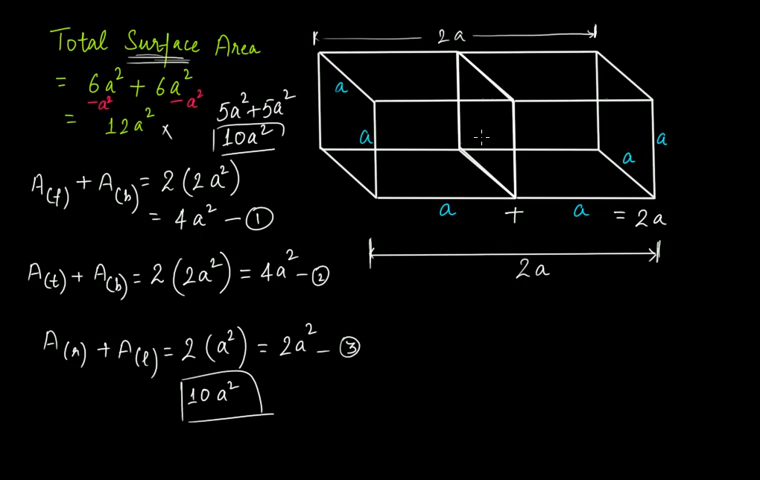 Total Surface Area
= 6a² + 6a²
-a² -a²
= 12a² ×
5a² + 5a²
10a²
A(f) + A(b) = 2(2a²)
= 4a² – ①
A(t) + A(b) = 2(2a²) = 4a² – ②
A(r) + A(l) = 2(a²) = 2a² – ③
10a²
2a
a
a
a
a
a + a = 2a
2a